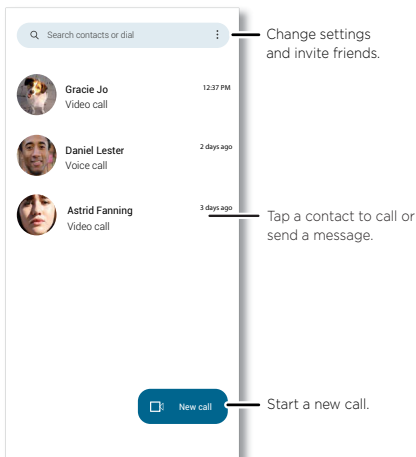 Search contacts or dial
Change settings
and invite friends.
Gracie Jo
12:37 PM
Video call
Daniel Lester
2 days ago
Voice call
Astrid Fanning
3 days ago
Video call
Tap a contact to call or
send a message.
New call
Start a new call.